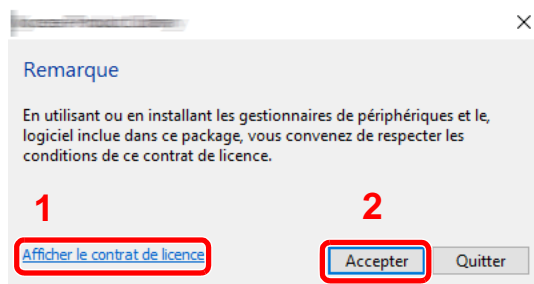 Remarque
En utilisant ou en installant les gestionnaires de périphériques et le,
logiciel inclue dans ce package, vous convenez de respecter les
conditions de ce contrat de licence.
1
2
Afficher le contrat de licence
Accepter
Quitter